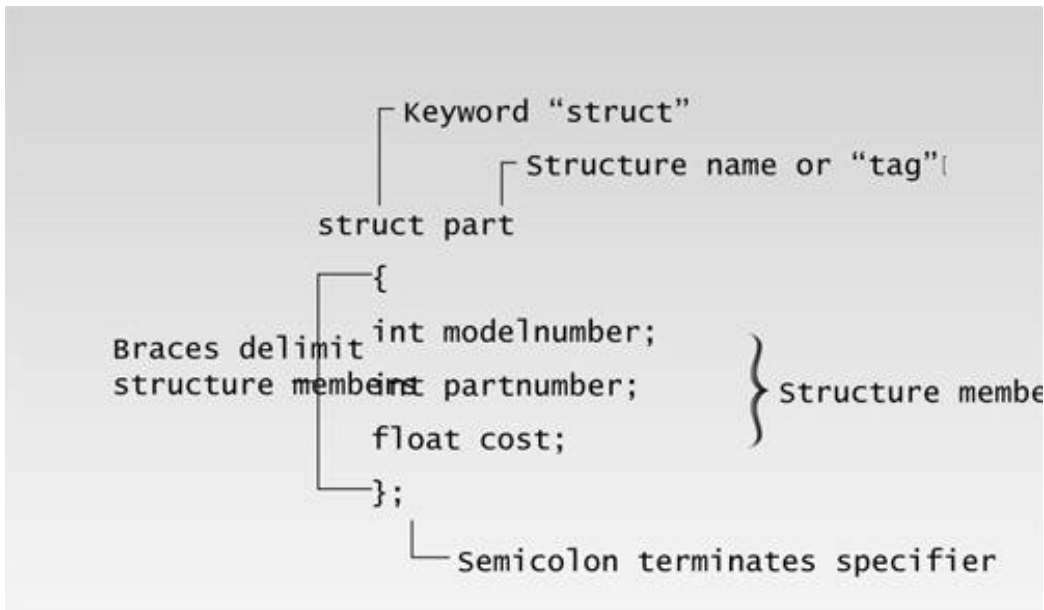 Keyword “struct”
Structure name or “tag”
struct part
{
int modelnumber;
Braces delimit
structure members
int partnumber;
Structure membe
float cost;
};
Semicolon terminates specifier